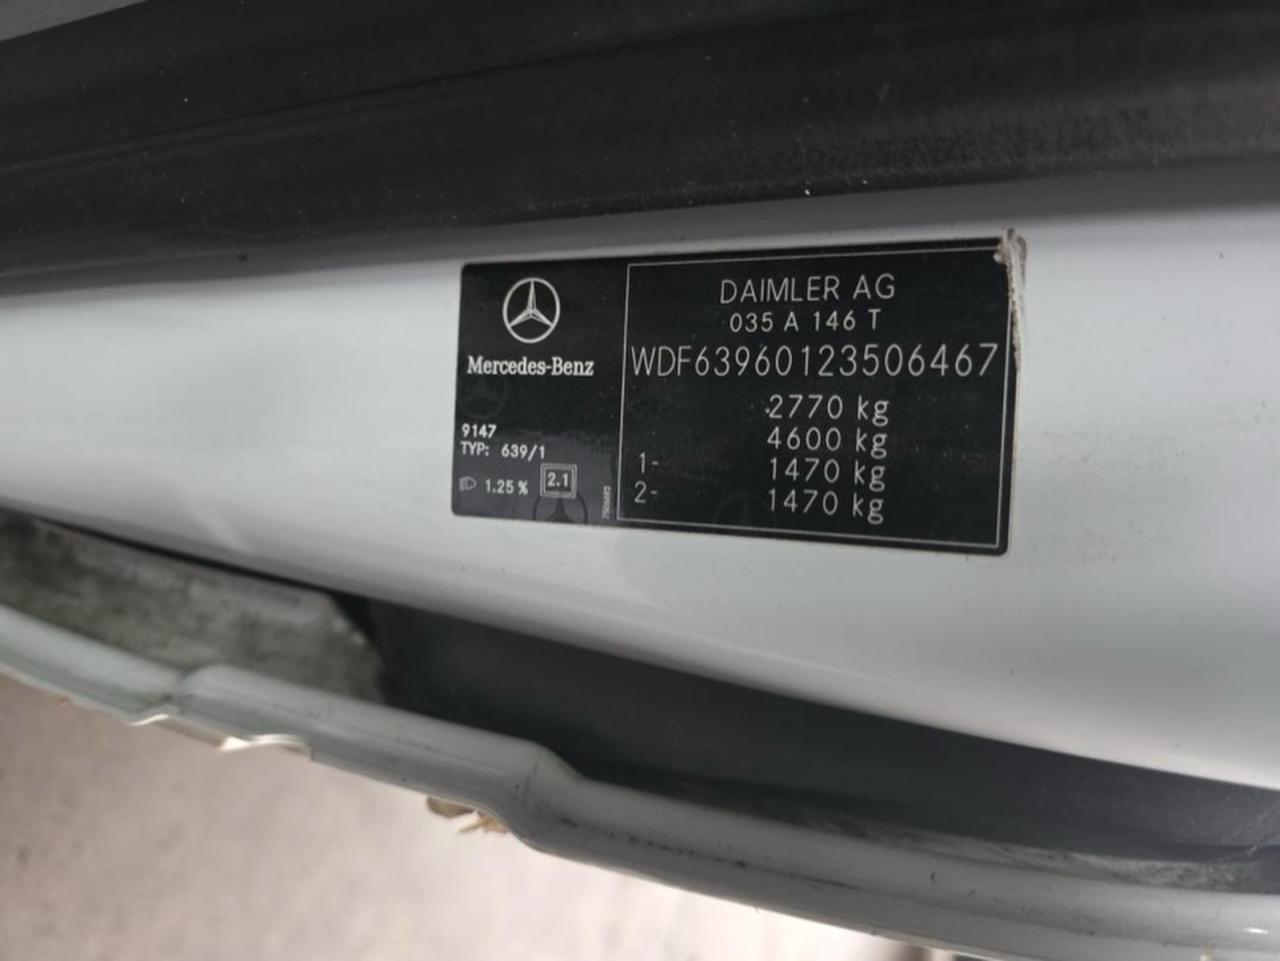 Mercedes-Benz
9147
TYP: 639/1
1.25 %
2.1
DAIMLER AG
035 A 146 T
WDF63960123506467
2770 kg
4600 kg
1- 1470 kg
2- 1470 kg